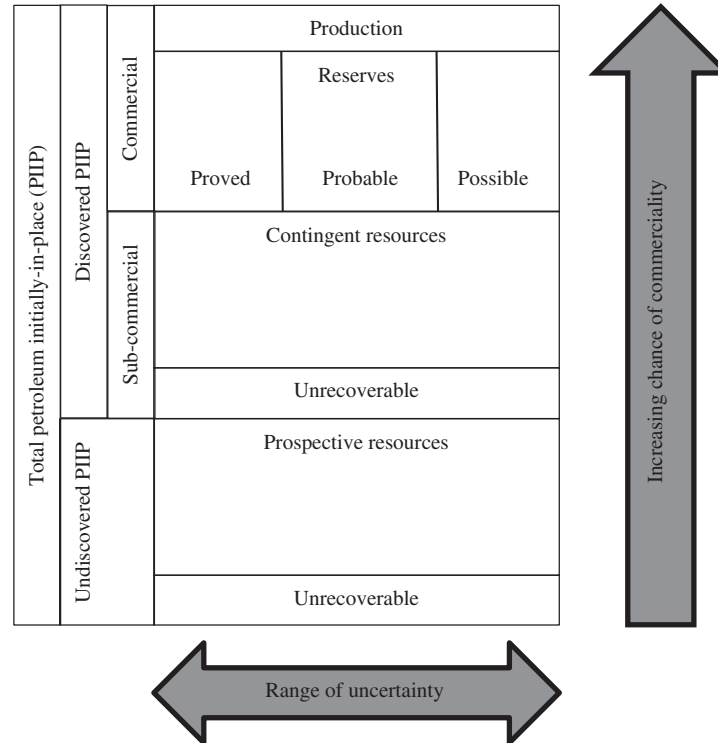 Total petroleum initially-in-place (PIIP)
Discovered PIIP
Undiscovered PIIP
Commercial
Sub-commercial
Production
Reserves
Proved
Probable
Possible
Contingent resources
Unrecoverable
Prospective resources
Unrecoverable
Increasing chance of commerciality
Range of uncertainty